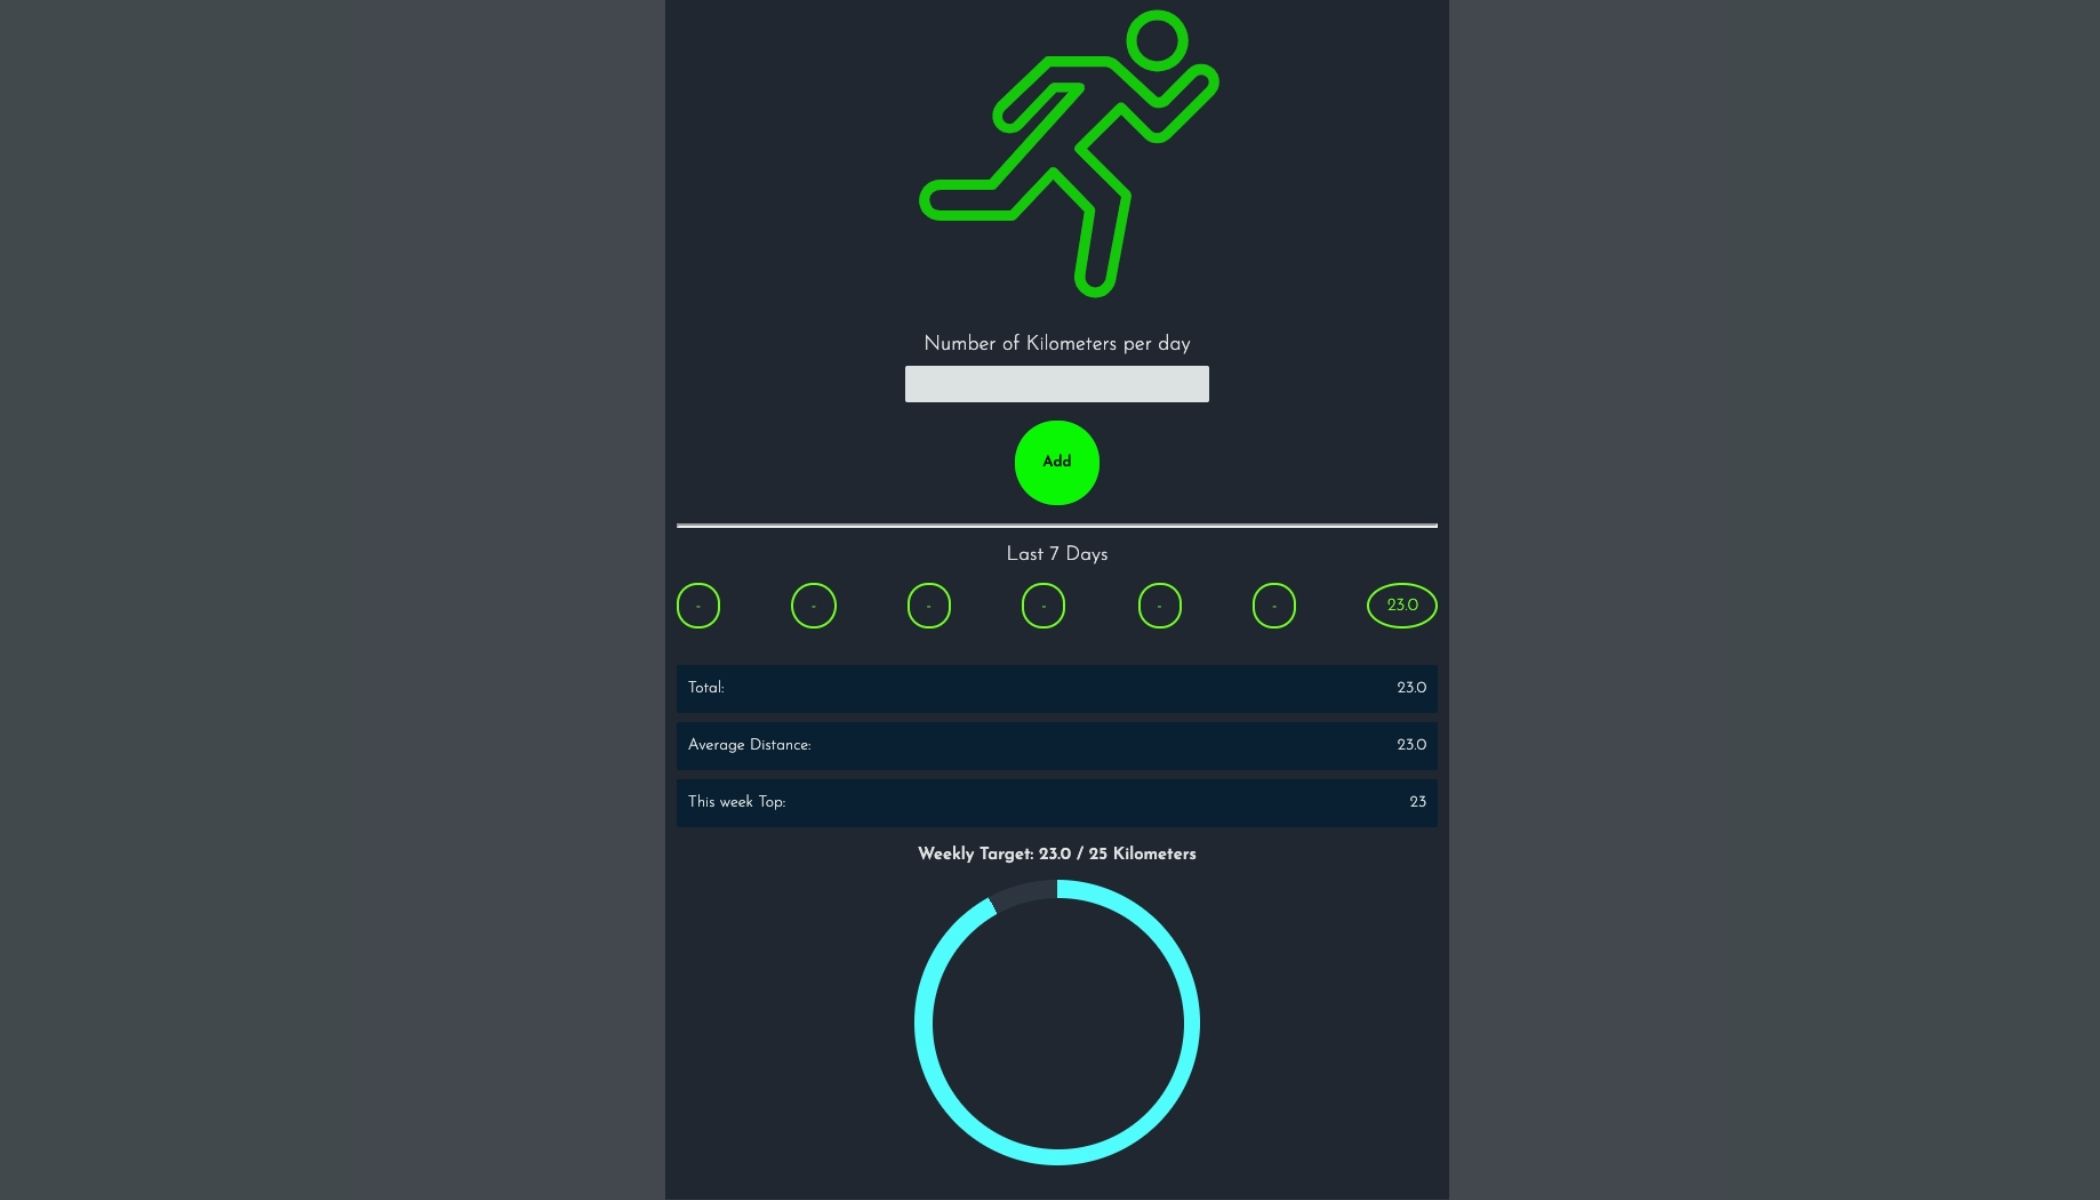 Number of Kilometers per day
Add
Last 7 Days
- - - - - - 23.0
Total: 23.0
Average Distance: 23.0
This week Top: 23
Weekly Target: 23.0 / 25 Kilometers